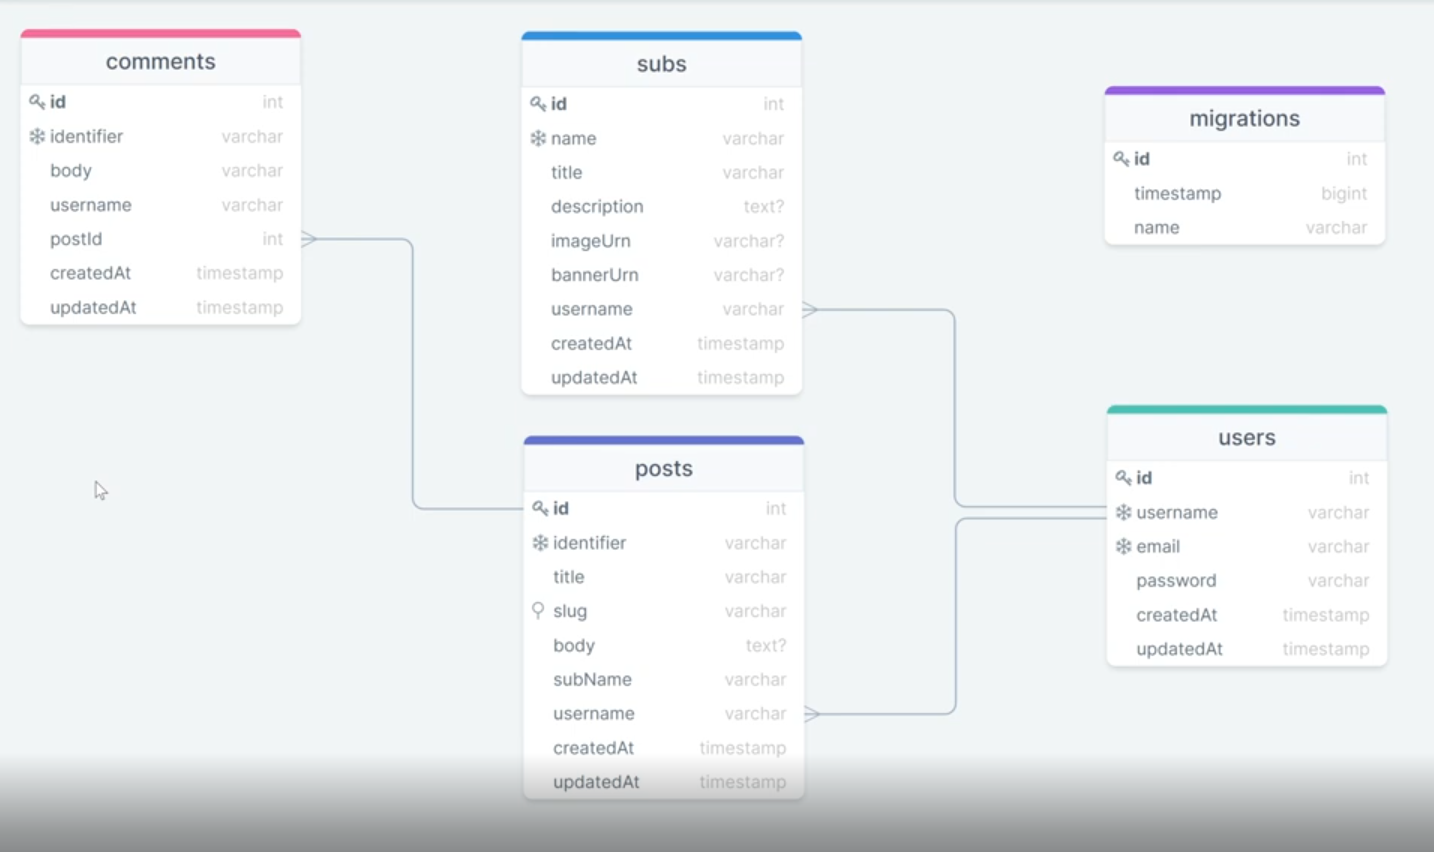 comments
id int
identifier varchar
body varchar
username varchar
postId int
createdAt timestamp
updatedAt timestamp
subs
id int
name varchar
title varchar
description text?
imageUrn varchar?
bannerUrn varchar?
username varchar
createdAt timestamp
updatedAt timestamp
posts
id int
identifier varchar
title varchar
slug varchar
body text?
subName varchar
username varchar
createdAt timestamp
updatedAt timestamp
migrations
id int
timestamp bigint
name varchar
users
id int
username varchar
email varchar
password varchar
createdAt timestamp
updatedAt timestamp